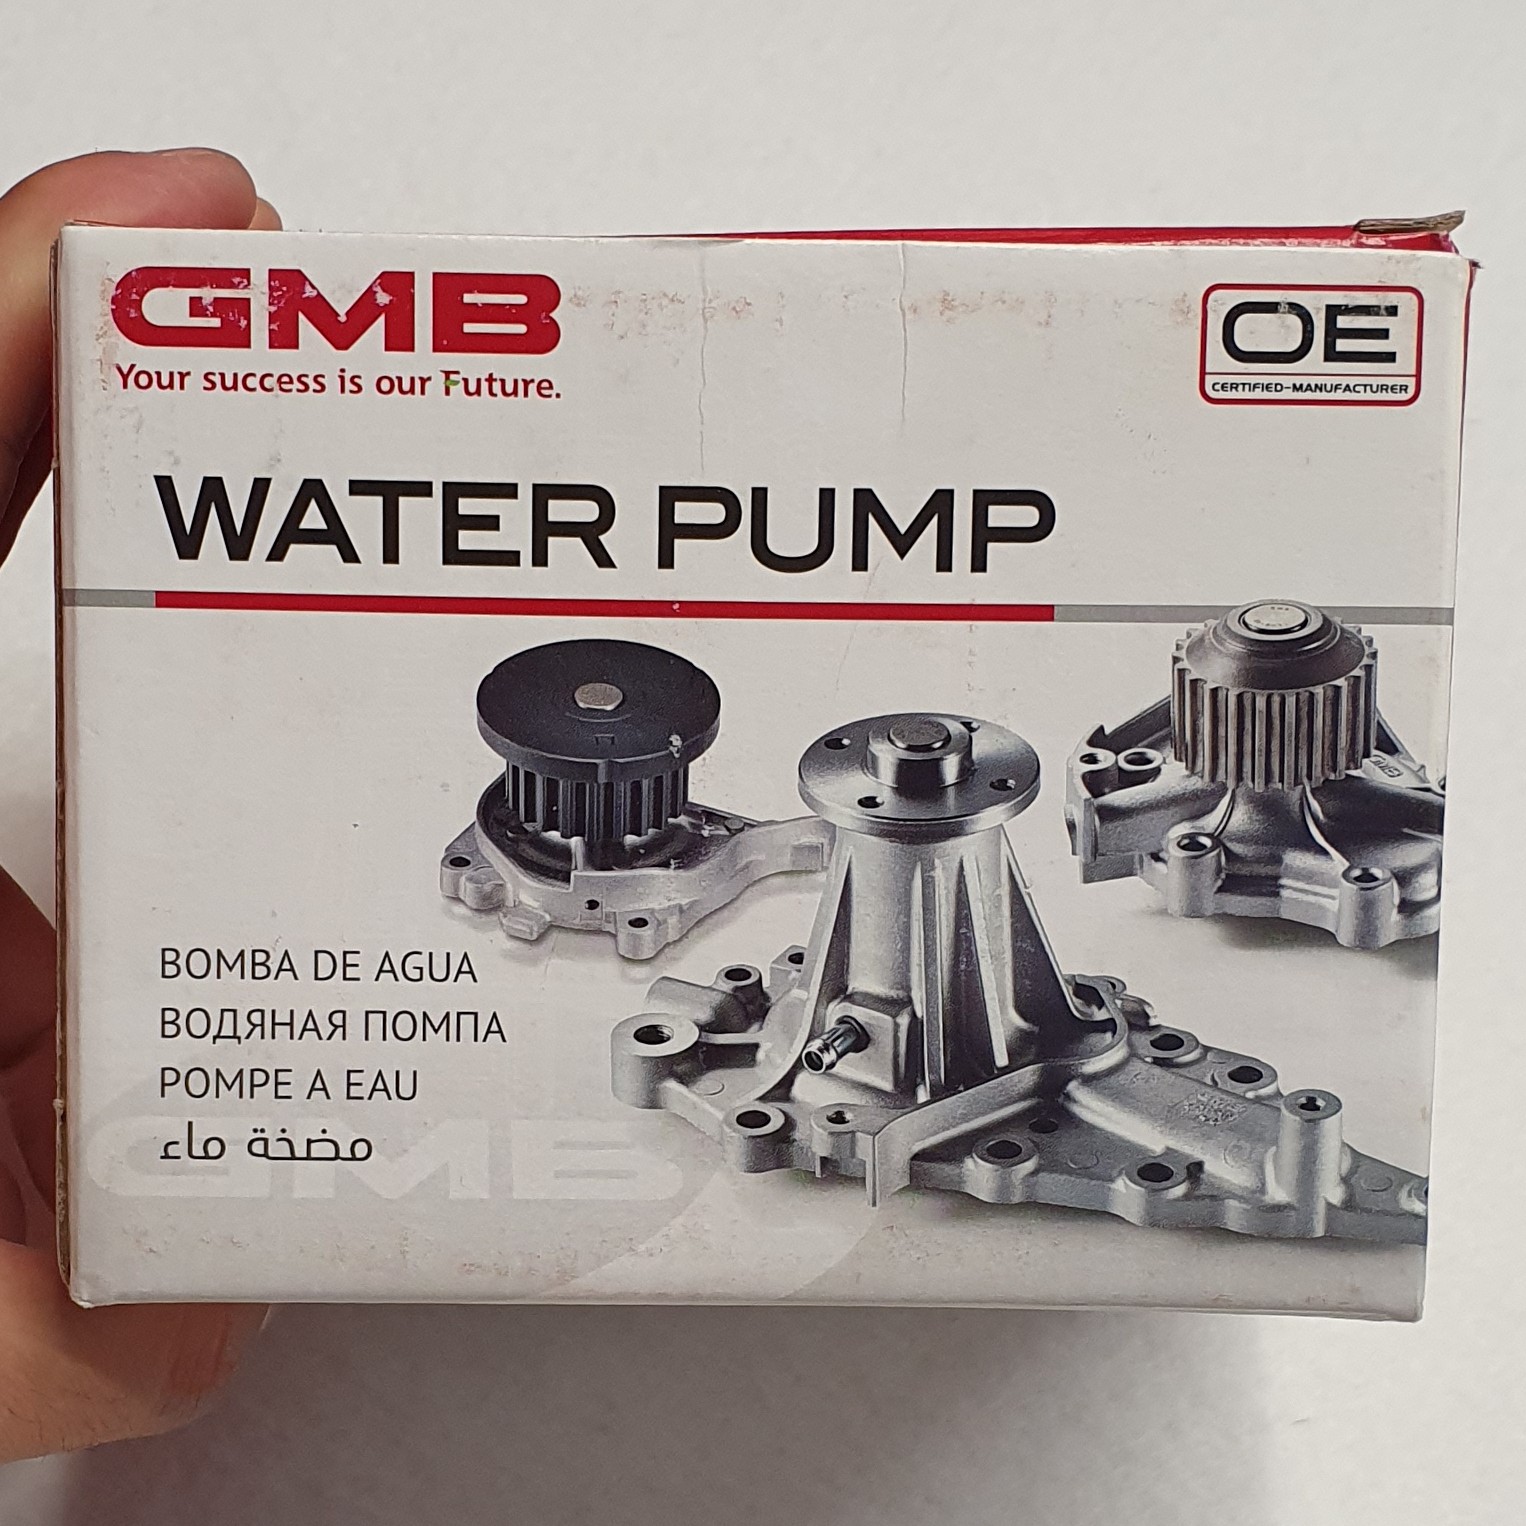 GMB
Your success is our Future.
OE
CERTIFIED-MANUFACTURER
WATER PUMP
BOMBA DE AGUA
ВОДЯНАЯ ПОМПА
POMPE A EAU
مضخة ماء
GMB